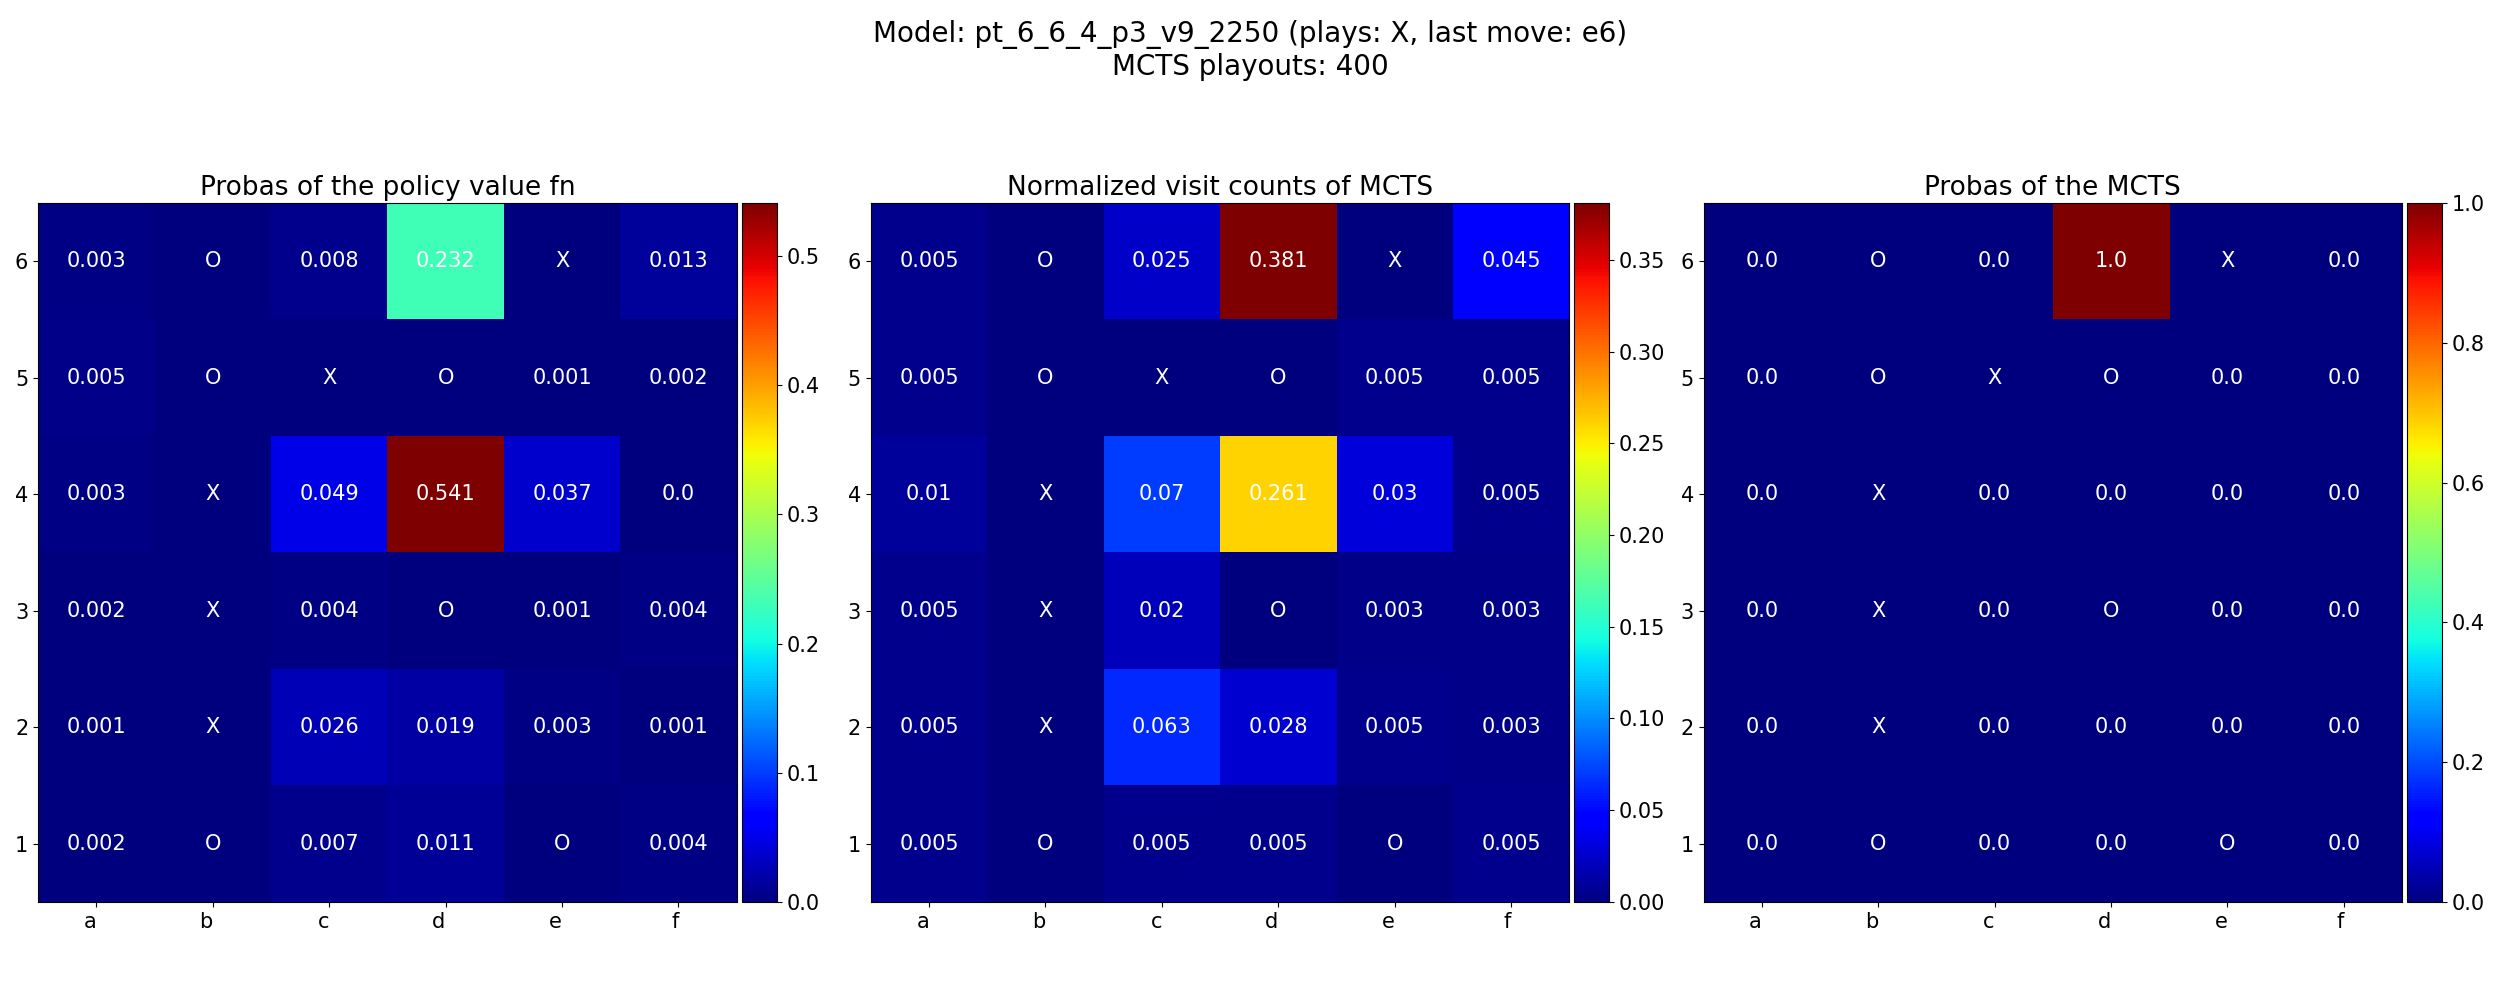 Model: pt_6_6_4_p3_v9_2250 (plays: X, last move: e6)
MCTS playouts: 400
Probas of the policy value fn
6 0.003 O 0.008 0.232 X 0.013
5 0.005 O X O 0.001 0.002
4 0.003 X 0.049 0.541 0.037 0.0
3 0.002 X 0.004 O 0.001 0.004
2 0.001 X 0.026 0.019 0.003 0.001
1 0.002 O 0.007 0.011 O 0.004
a b c d e f
0.5
0.4
0.3
0.2
0.1
0.0
Normalized visit counts of MCTS
6 0.005 O 0.025 0.381 X 0.045
5 0.005 O X O 0.005 0.005
4 0.01 X 0.07 0.261 0.03 0.005
3 0.005 X 0.02 O 0.003 0.003
2 0.005 X 0.063 0.028 0.005 0.003
1 0.005 O 0.005 0.005 O 0.005
a b c d e f
0.35
0.30
0.25
0.20
0.15
0.10
0.05
0.00
Probas of the MCTS
6 0.0 O 0.0 1.0 X 0.0
5 0.0 O X O 0.0 0.0
4 0.0 X 0.0 0.0 0.0 0.0
3 0.0 X 0.0 O 0.0 0.0
2 0.0 X 0.0 0.0 0.0 0.0
1 0.0 O 0.0 0.0 O 0.0
a b c d e f
1.0
0.8
0.6
0.4
0.2
0.0